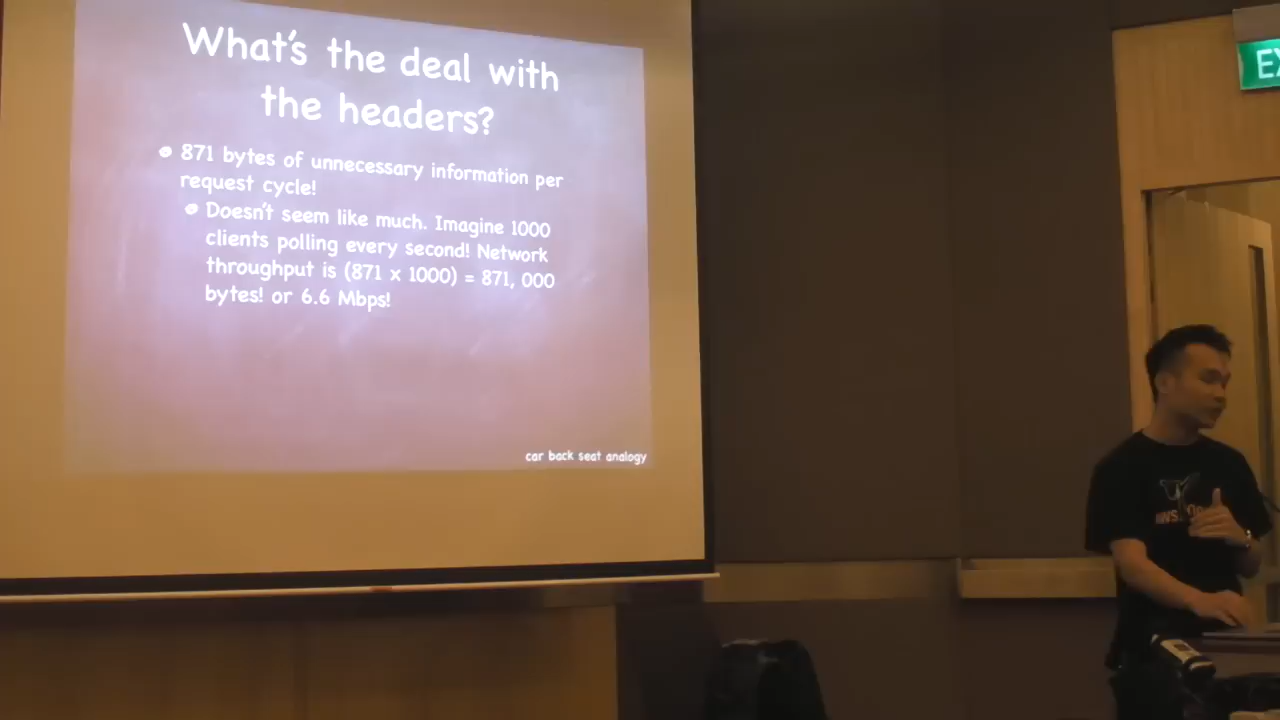 What's the deal with
the headers?
871 bytes of unnecessary information per
request cycle!
Doesn't seem like much. Imagine 1000
clients polling every second! Network
throughput is (871 x 1000) = 871, 000
bytes! or 6.6 Mbps!
car back seat analogy